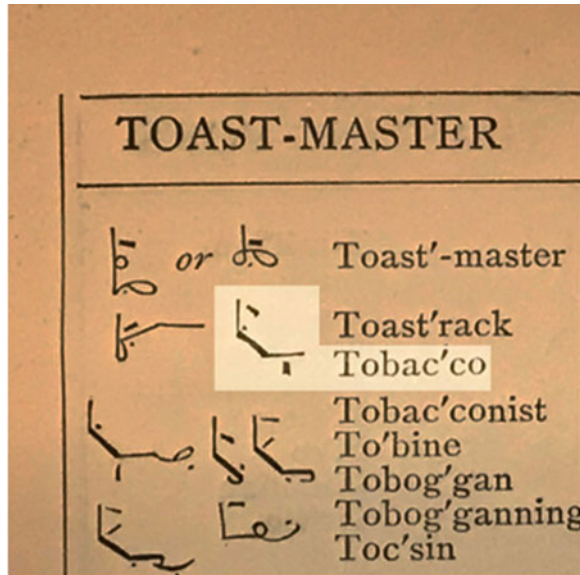 TOAST-MASTER
or Toast′-master
Toast′rack
Tobac′co
Tobac′conist
To′bine
Tobog′gan
Tobog′ganning
Toc′sin